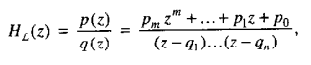 H_L(z) = p(z)/q(z) = (p_m z^m + ... + p_1 z + p_0)/((z - q_1)...(z - q_n)),